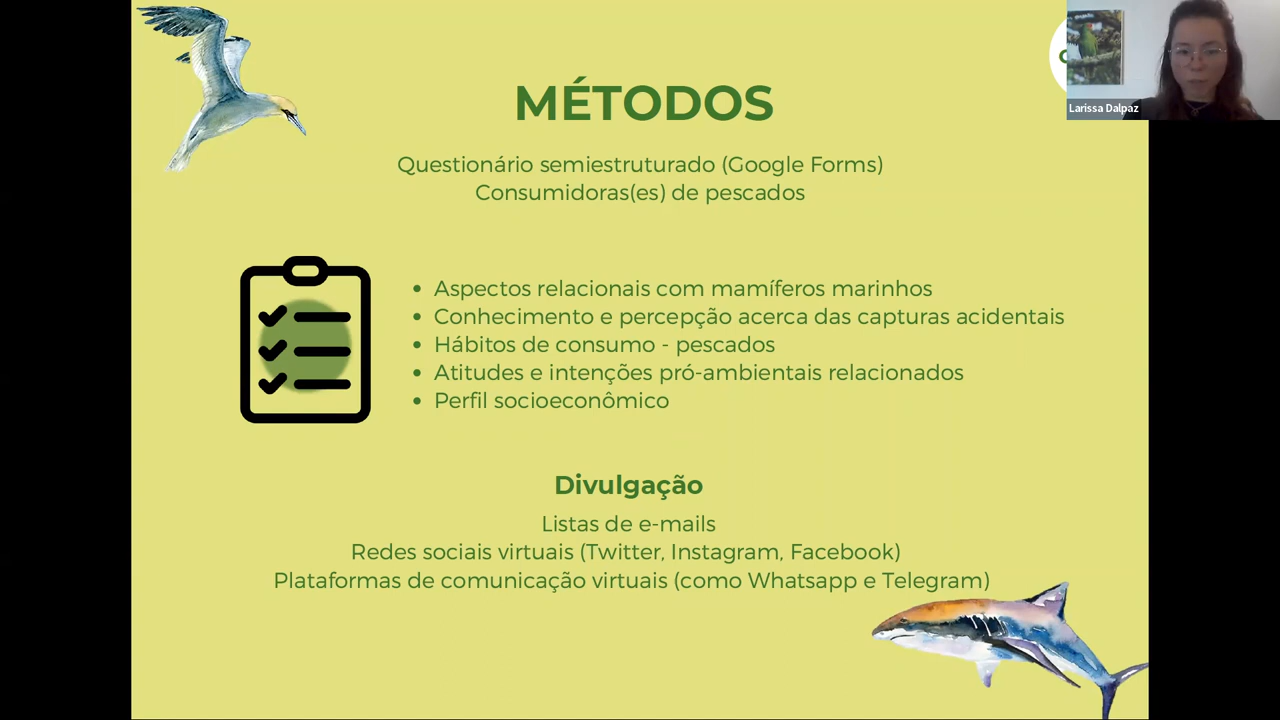 MÉTODOS
Larissa Dalpaz
Questionário semiestruturado (Google Forms)
Consumidoras(es) de pescados
• Aspectos relacionais com mamíferos marinhos
• Conhecimento e percepção acerca das capturas acidentais
• Hábitos de consumo - pescados
• Atitudes e intenções pró-ambientais relacionados
• Perfil socioeconômico
Divulgação
Listas de e-mails
Redes sociais virtuais (Twitter, Instagram, Facebook)
Plataformas de comunicação virtuais (como Whatsapp e Telegram)